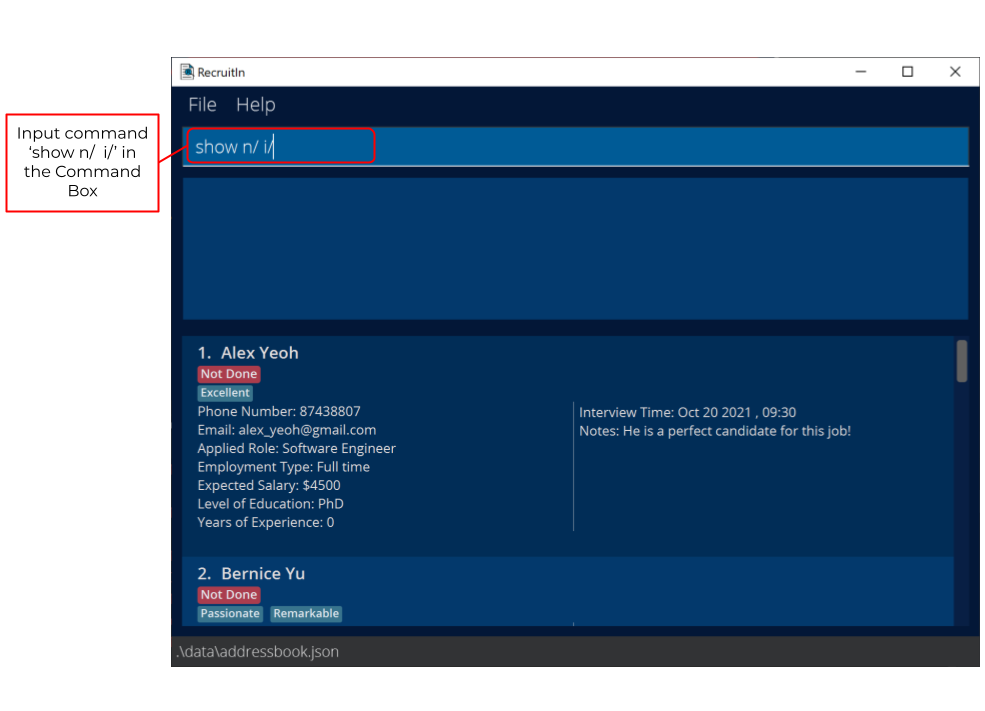 RecruitIn
File Help
Input command
‘show n/ i/’ in
the Command
Box
show n/ i/
1. Alex Yeoh
Not Done
Excellent
Phone Number: 87438807
Email: alex_yeoh@gmail.com
Applied Role: Software Engineer
Employment Type: Full time
Expected Salary: $4500
Level of Education: PhD
Years of Experience: 0
Interview Time: Oct 20 2021 , 09:30
Notes: He is a perfect candidate for this job!
2. Bernice Yu
Not Done
Passionate Remarkable
.\data\addressbook.json